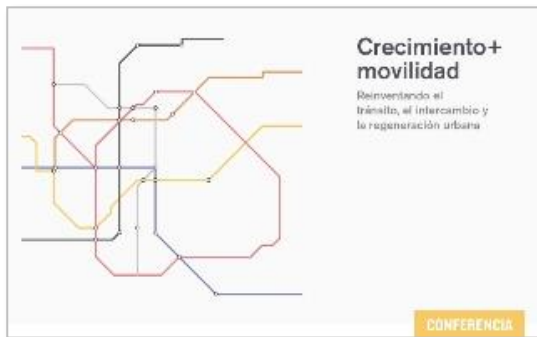 Crecimiento+
movilidad
Reinventando el
tránsito, el intercambio y
la regeneración urbana
CONFERENCIA